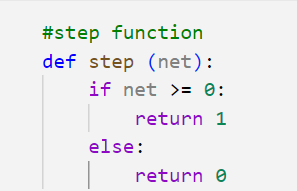 #step function
def step (net):
    if net >= 0:
        return 1
    else:
        return 0